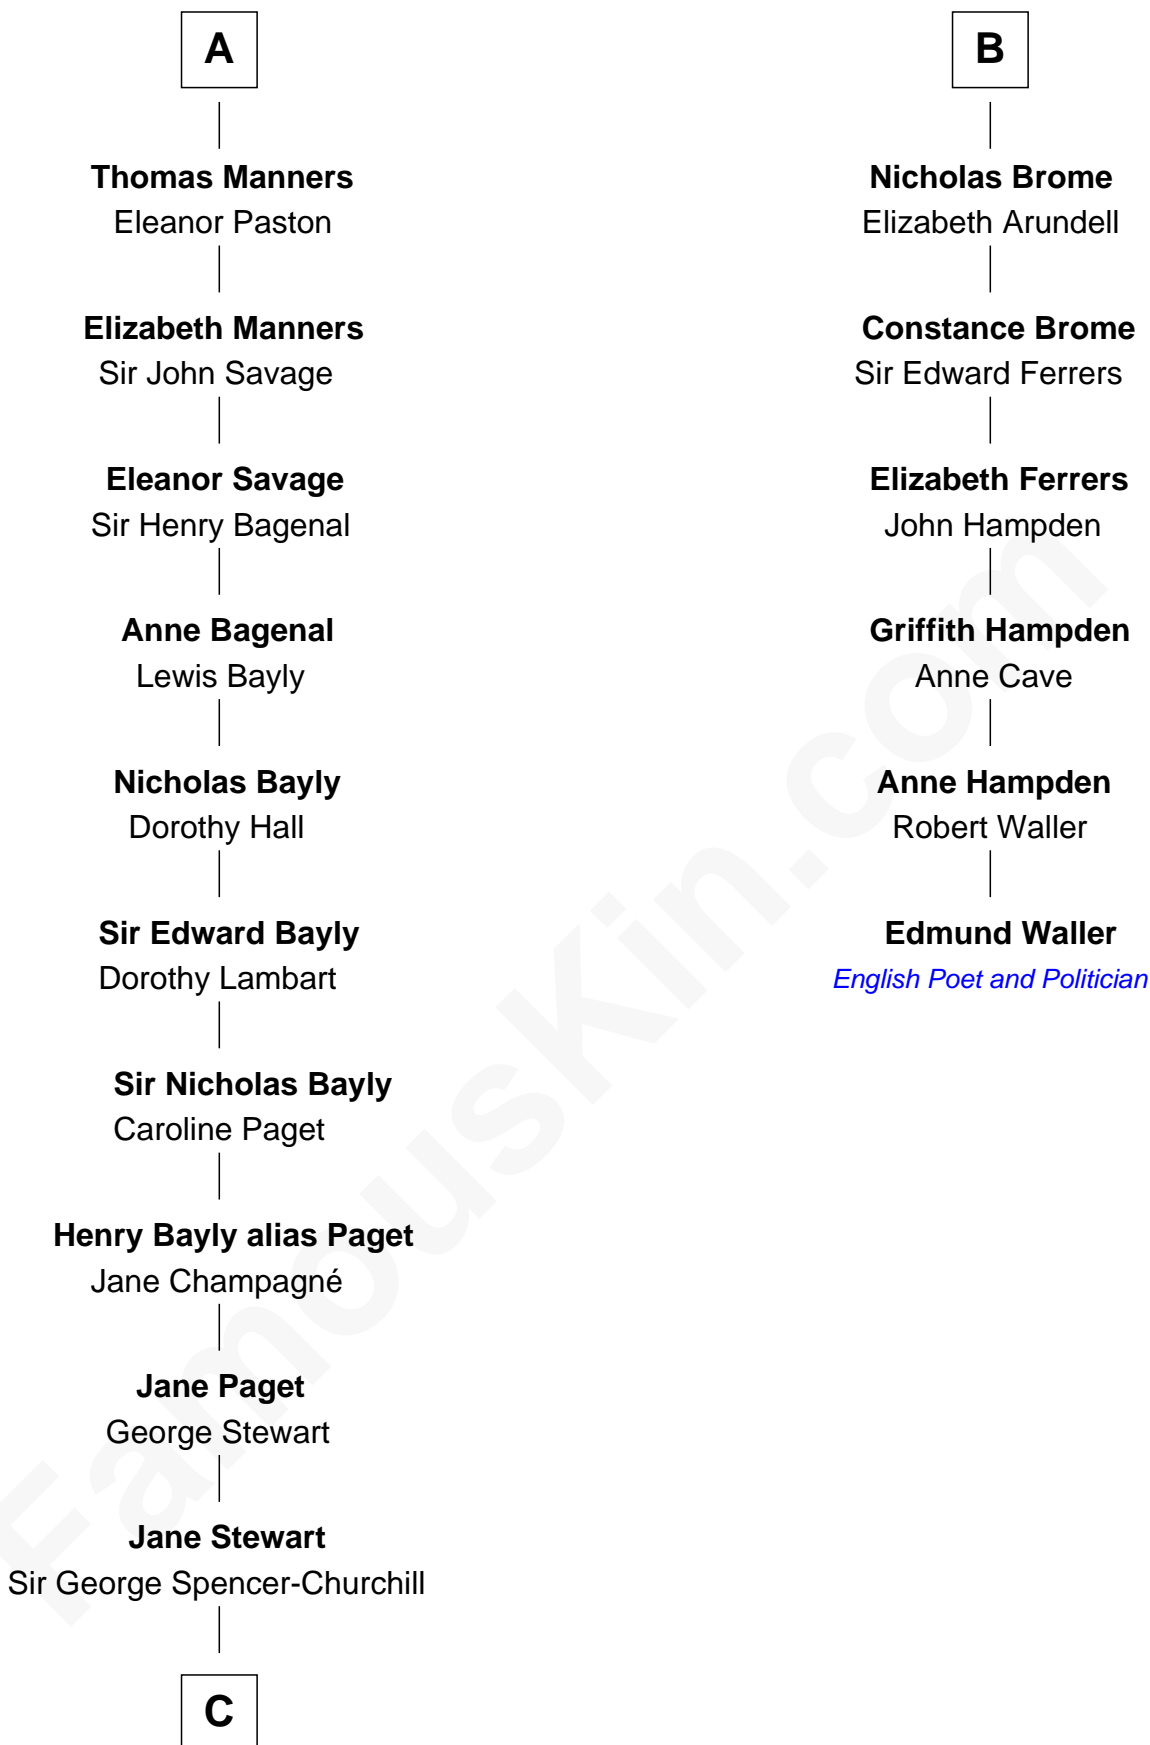 A
Thomas Manners
Eleanor Paston
Elizabeth Manners
Sir John Savage
Eleanor Savage
Sir Henry Bagenal
Anne Bagenal
Lewis Bayly
Nicholas Bayly
Dorothy Hall
Sir Edward Bayly
Dorothy Lambart
Sir Nicholas Bayly
Caroline Paget
Henry Bayly alias Paget
Jane Champagné
Jane Paget
George Stewart
Jane Stewart
Sir George Spencer-Churchill
C
B
Nicholas Brome
Elizabeth Arundell
Constance Brome
Sir Edward Ferrers
Elizabeth Ferrers
John Hampden
Griffith Hampden
Anne Cave
Anne Hampden
Robert Waller
Edmund Waller
English Poet and Politician
FamousKin.com